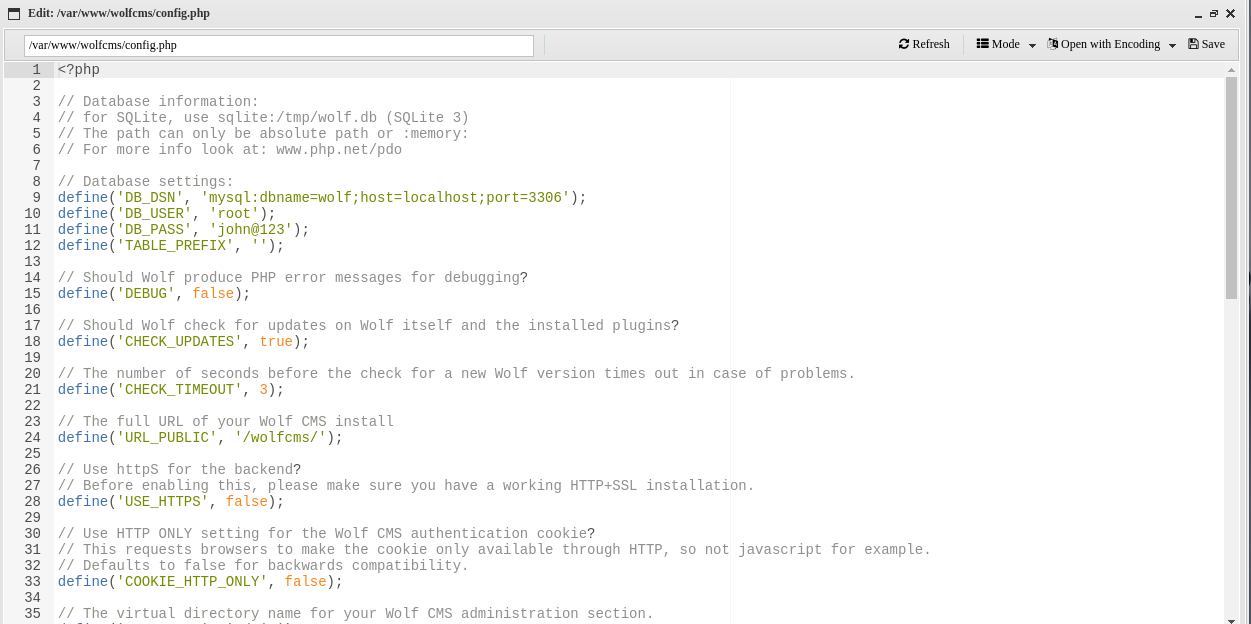 Edit: /var/www/wolfcms/config.php
/var/www/wolfcms/config.php Refresh Mode Open with Encoding Save
1 <?php
2
3 // Database information:
4 // for SQLite, use sqlite:/tmp/wolf.db (SQLite 3)
5 // The path can only be absolute path or :memory:
6 // For more info look at: www.php.net/pdo
7
8 // Database settings:
9 define('DB_DSN', 'mysql:dbname=wolf;host=localhost;port=3306');
10 define('DB_USER', 'root');
11 define('DB_PASS', 'john@123');
12 define('TABLE_PREFIX', '');
13
14 // Should Wolf produce PHP error messages for debugging?
15 define('DEBUG', false);
16
17 // Should Wolf check for updates on Wolf itself and the installed plugins?
18 define('CHECK_UPDATES', true);
19
20 // The number of seconds before the check for a new Wolf version times out in case of problems.
21 define('CHECK_TIMEOUT', 3);
22
23 // The full URL of your Wolf CMS install
24 define('URL_PUBLIC', '/wolfcms/');
25
26 // Use httpS for the backend?
27 // Before enabling this, please make sure you have a working HTTP+SSL installation.
28 define('USE_HTTPS', false);
29
30 // Use HTTP ONLY setting for the Wolf CMS authentication cookie?
31 // This requests browsers to make the cookie only available through HTTP, so not javascript for example.
32 // Defaults to false for backwards compatibility.
33 define('COOKIE_HTTP_ONLY', false);
34
35 // The virtual directory name for your Wolf CMS administration section.